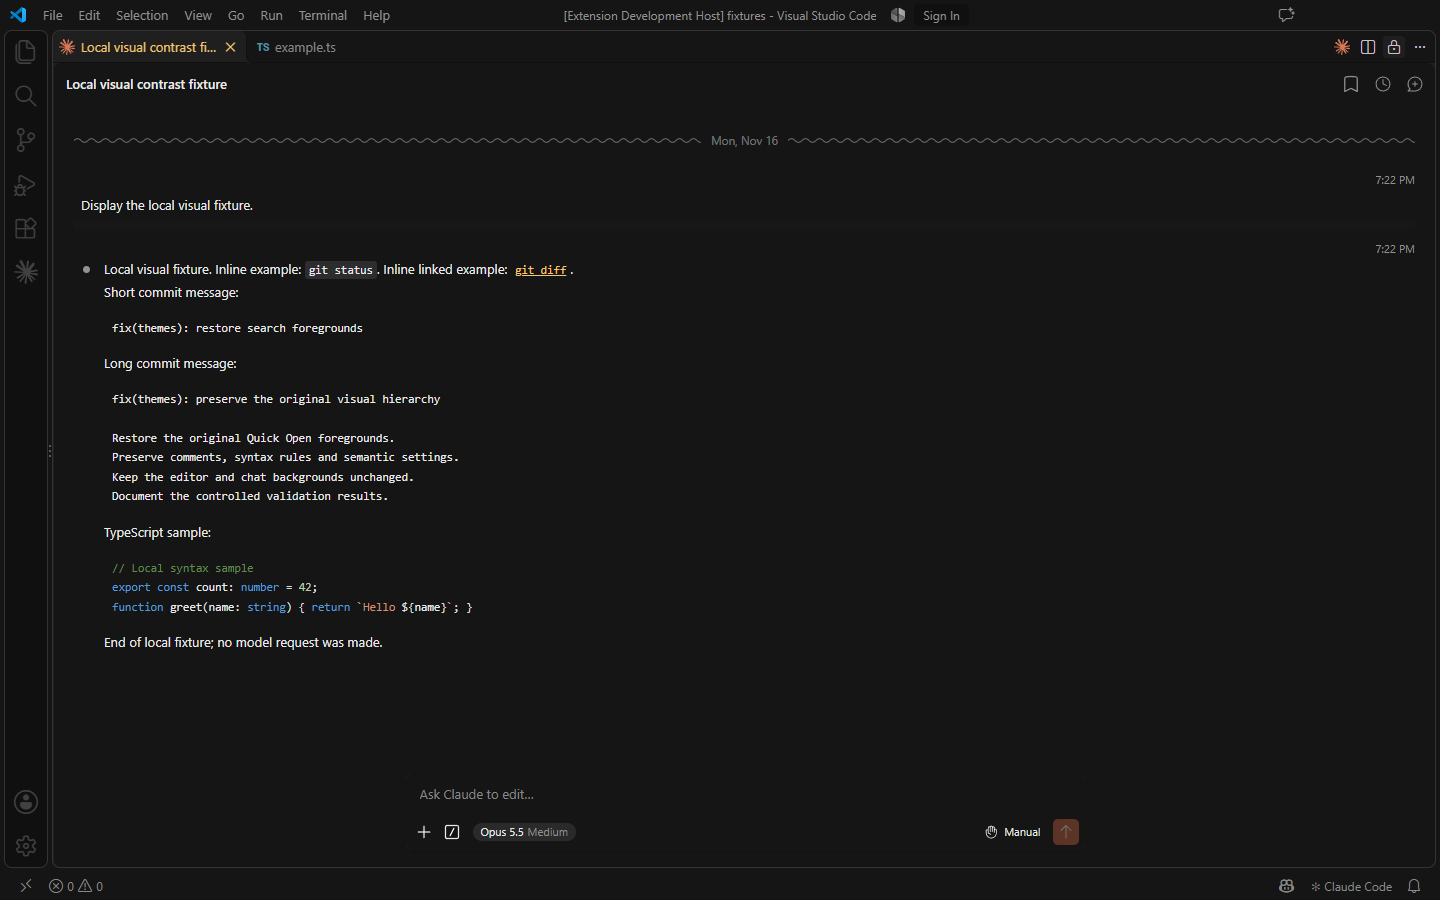 File Edit Selection View Go Run Terminal Help [Extension Development Host] fixtures - Visual Studio Code Sign In
Local visual contrast fi... TS example.ts
Local visual contrast fixture
Mon, Nov 16
7:22 PM
Display the local visual fixture.
7:22 PM
Local visual fixture. Inline example: git status. Inline linked example: git diff.
Short commit message:
fix(themes): restore search foregrounds
Long commit message:
fix(themes): preserve the original visual hierarchy
Restore the original Quick Open foregrounds.
Preserve comments, syntax rules and semantic settings.
Keep the editor and chat backgrounds unchanged.
Document the controlled validation results.
TypeScript sample:
// Local syntax sample
export const count: number = 42;
function greet(name: string) { return `Hello ${name}`; }
End of local fixture; no model request was made.
Ask Claude to edit...
Opus 5.5 Medium Manual
0 0 Claude Code